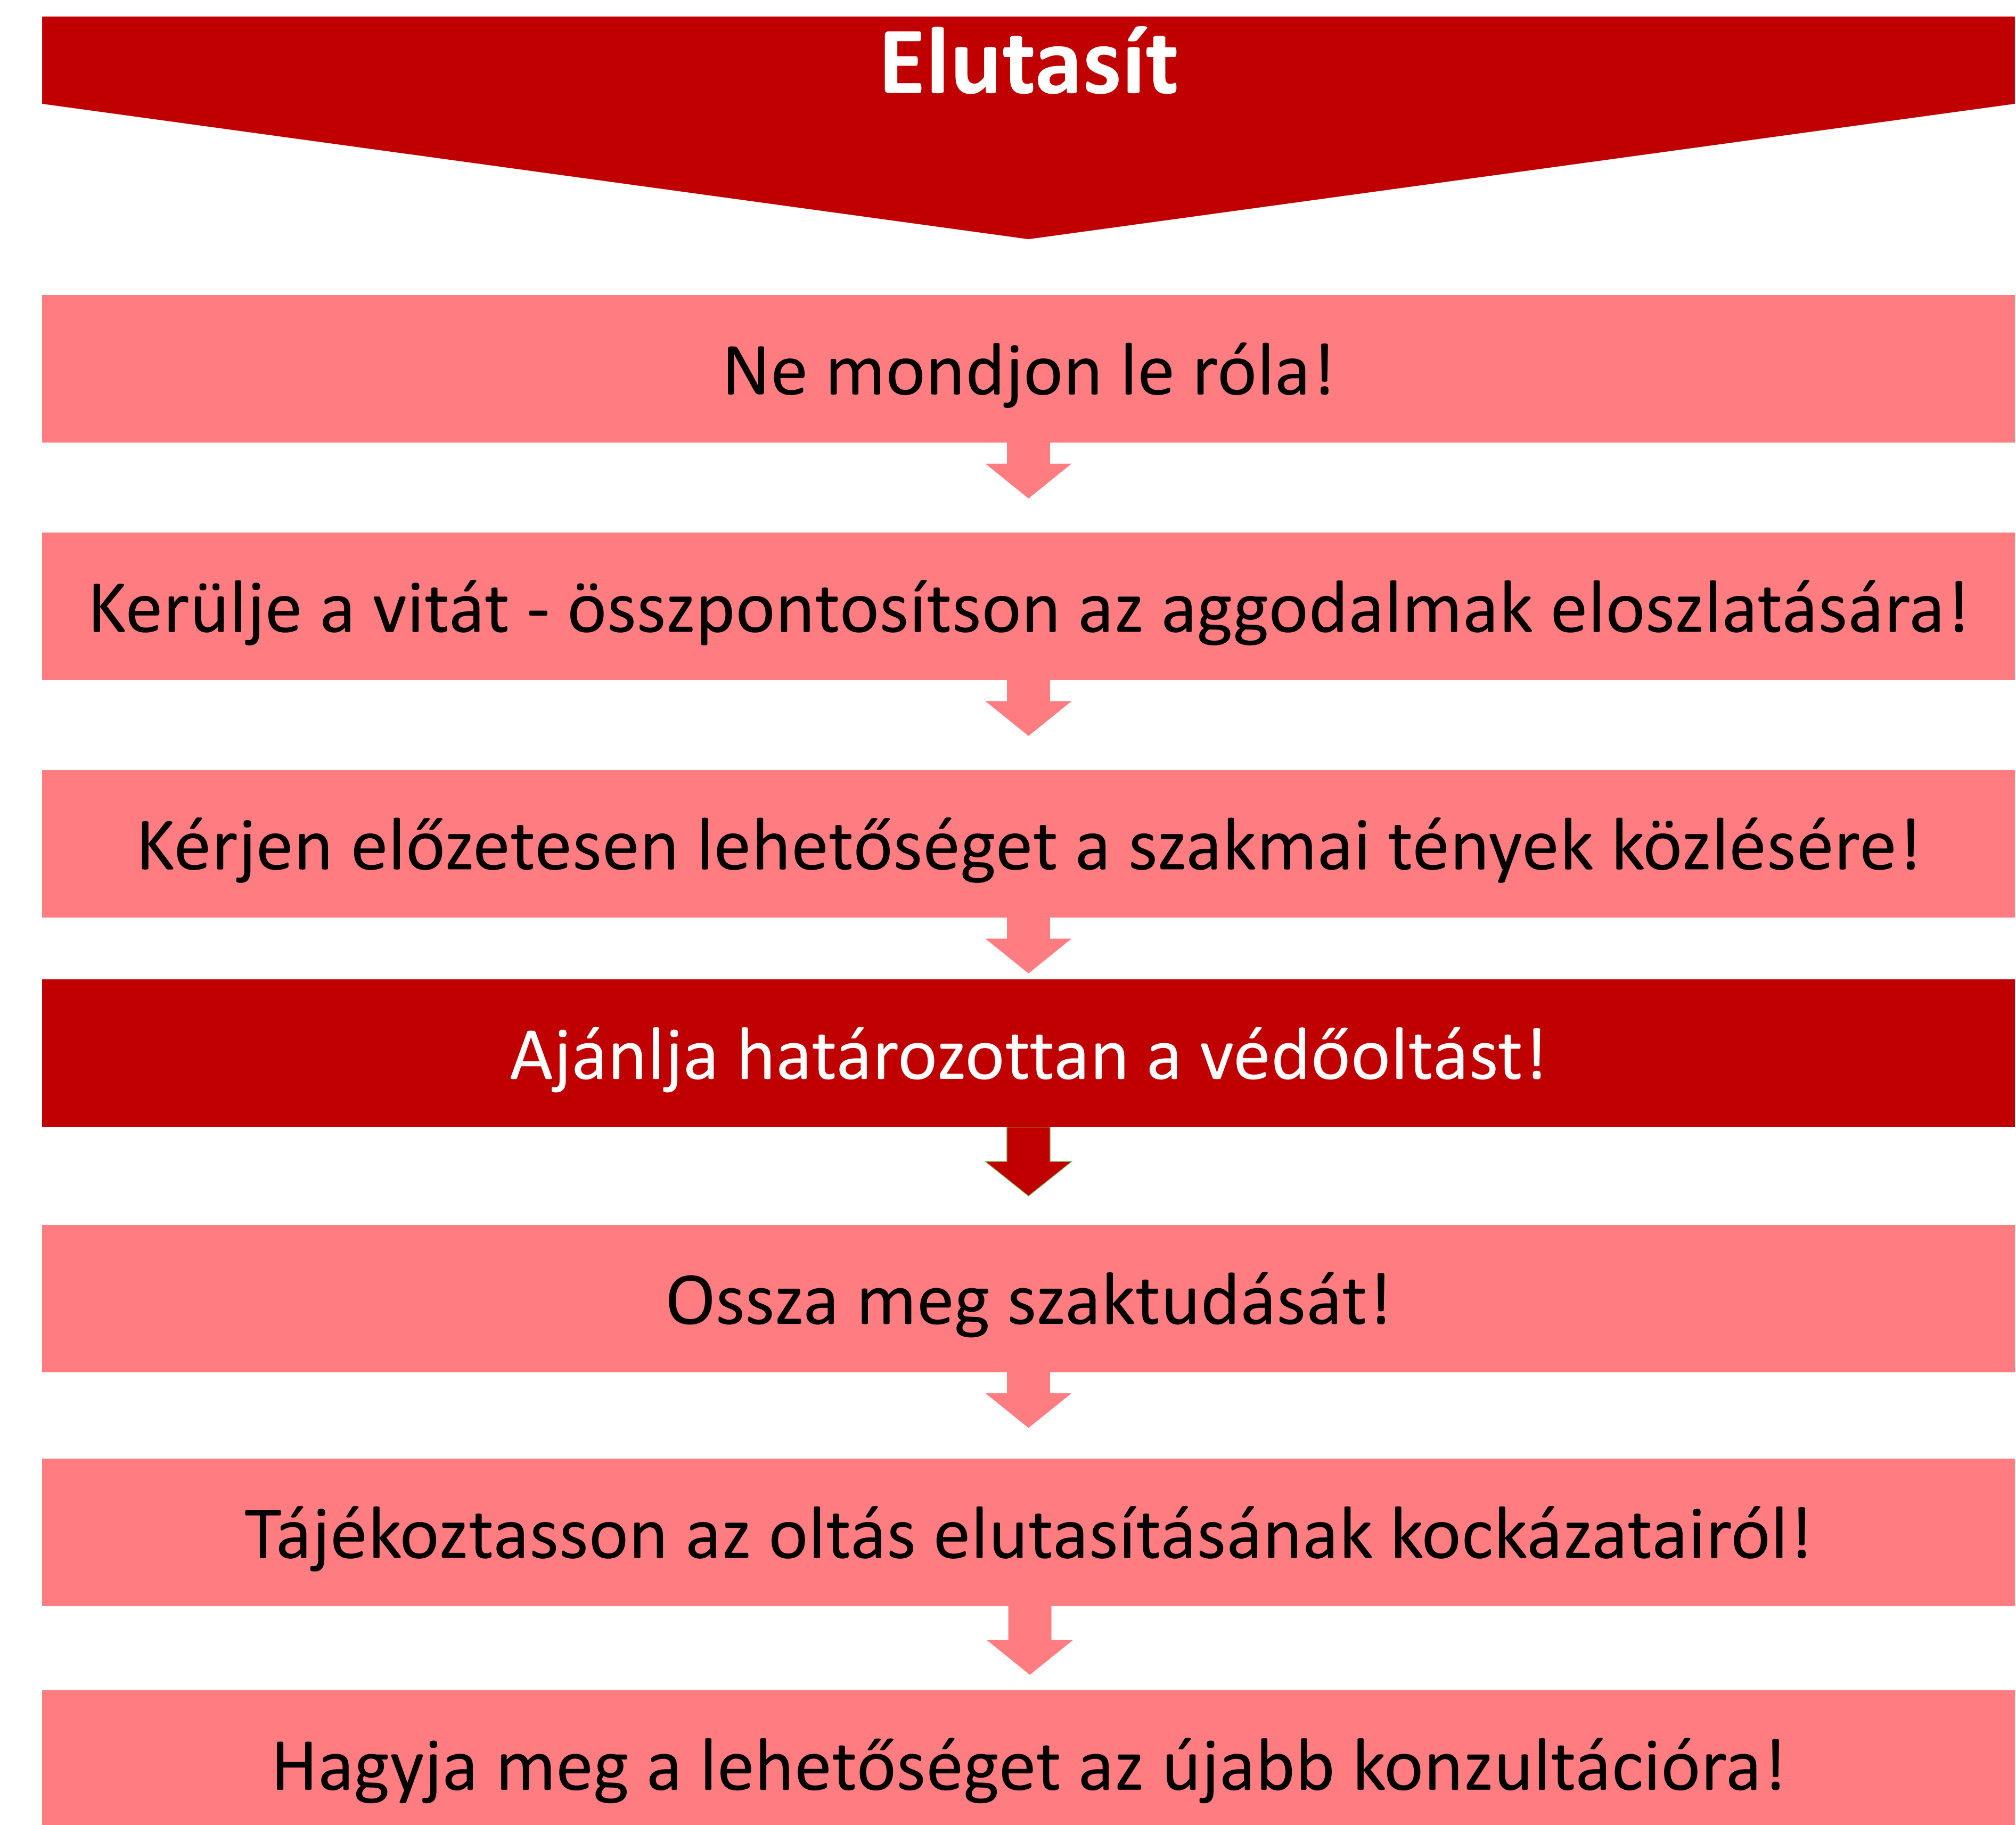 Elutasít
Ne mondjon le róla!
Kerülje a vitát - összpontosítson az aggodalmak eloszlatására!
Kérjen előzetesen lehetőséget a szakmai tények közlésére!
Ajánlja határozottan a védőoltást!
Ossza meg szaktudását!
Tájékoztasson az oltás elutasításának kockázatairól!
Hagyja meg a lehetőséget az újabb konzultációra!